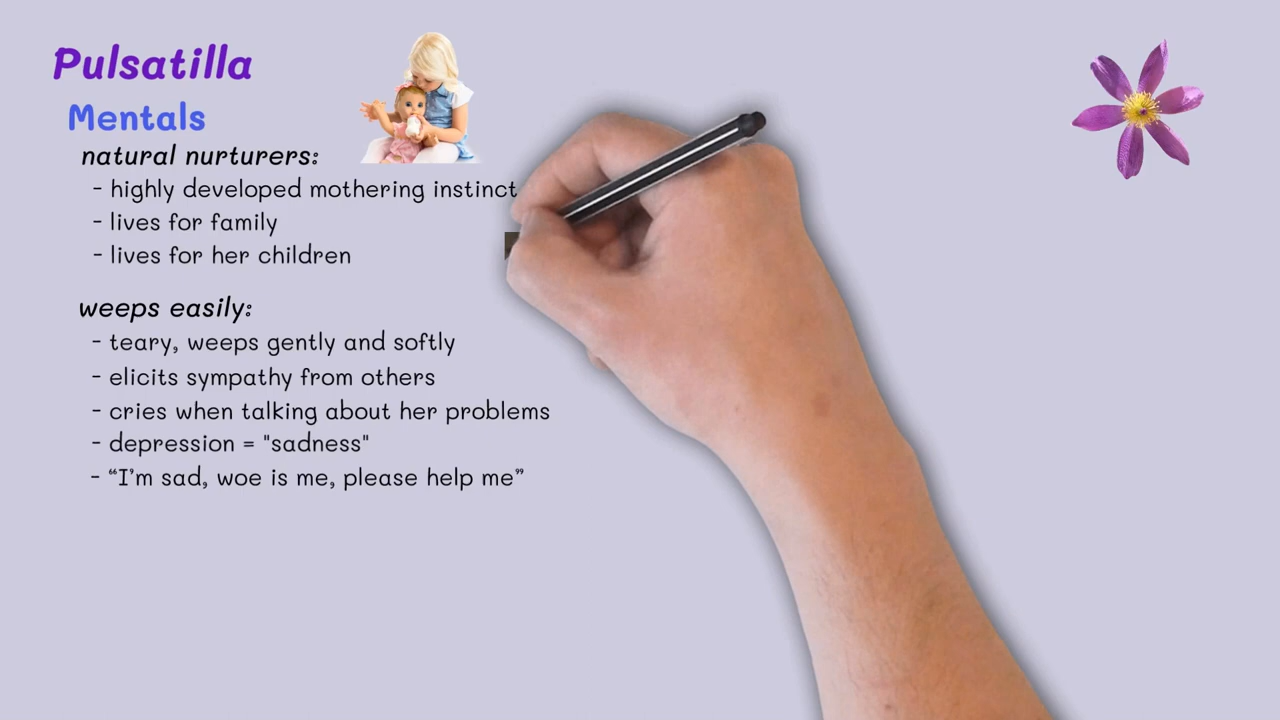 Pulsatilla
Mentals
natural nurturers:
- highly developed mothering instinct
- lives for family
- lives for her children
weeps easily:
- teary, weeps gently and softly
- elicits sympathy from others
- cries when talking about her problems
- depression = "sadness"
- “I’m sad, woe is me, please help me”